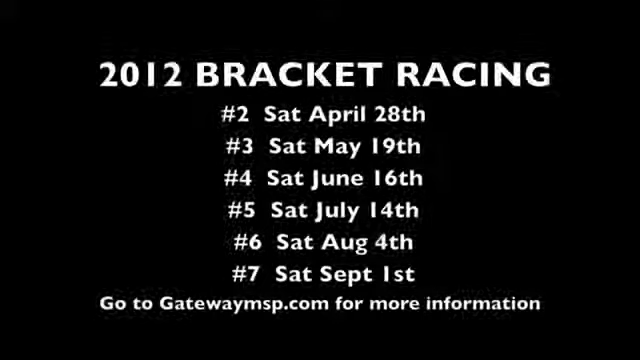 2012 BRACKET RACING
#2 Sat April 28th
#3 Sat May 19th
#4 Sat June 16th
#5 Sat July 14th
#6 Sat Aug 4th
#7 Sat Sept 1st
Go to Gatewaymsp.com for more information